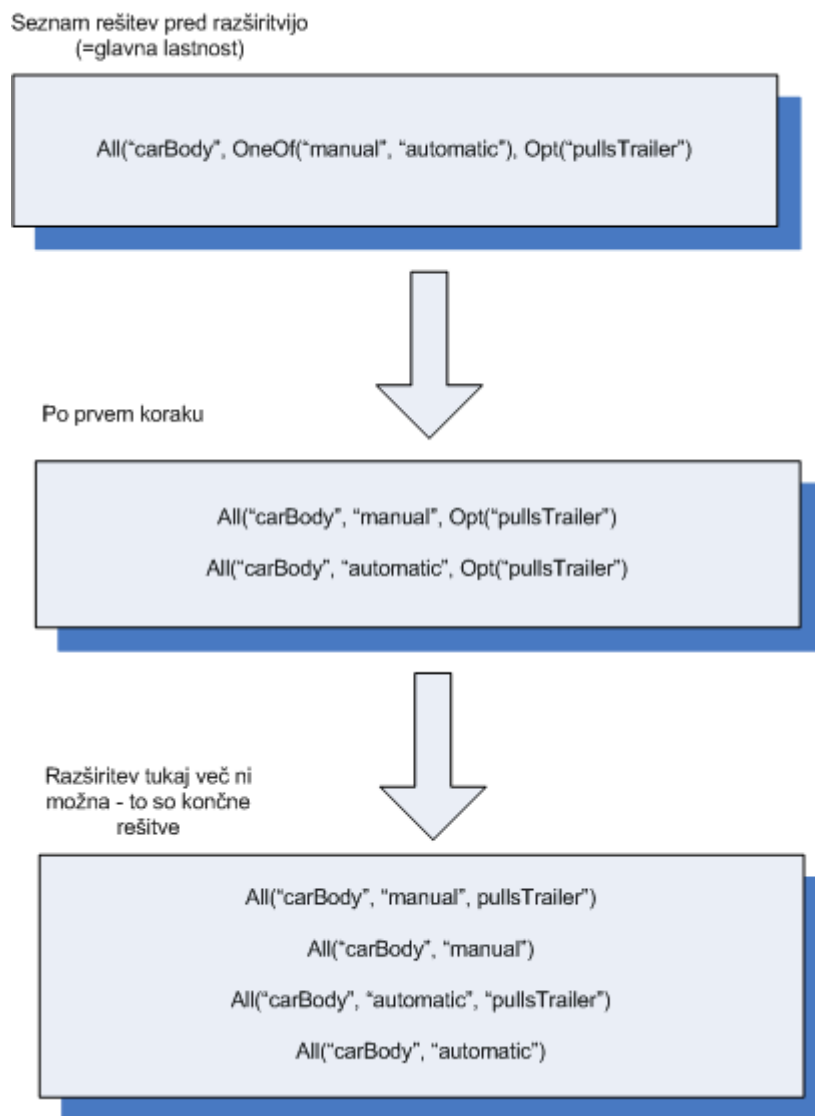 Seznam rešitev pred razširitvijo
(=glavna lastnost)
All(“carBody”, OneOf(“manual”, “automatic”), Opt(“pullsTrailer”)
Po prvem koraku
All(“carBody”, “manual”, Opt(“pullsTrailer”)
All(“carBody”, “automatic”, Opt(“pullsTrailer”)
Razširitev tukaj več ni
možna - to so končne
rešitve
All(“carBody”, “manual”, pullsTrailer”)
All(“carBody”, “manual”)
All(“carBody”, “automatic”, “pullsTrailer”)
All(“carBody”, “automatic”)